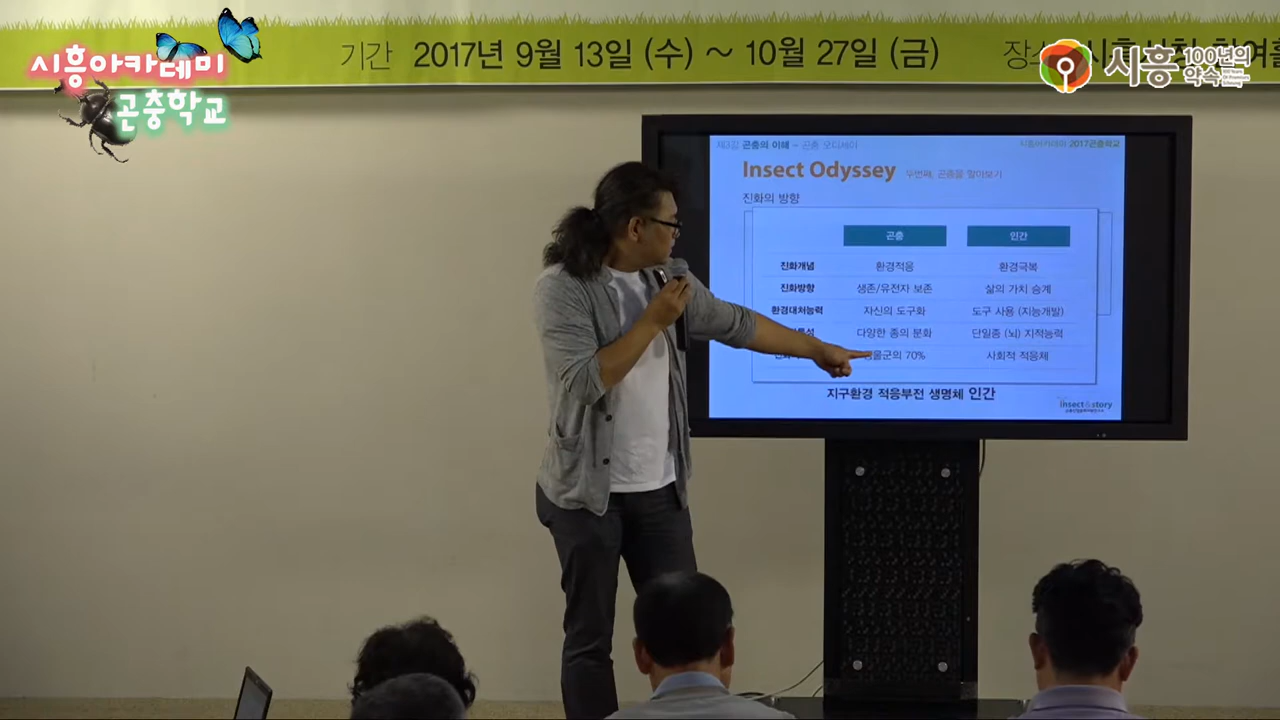 기간 2017년 9월 13일 (수) ~ 10월 27일 (금)
시흥아카데미
곤충학교
시흥 100년의 약속
제3강 곤충의 이해 - 곤충 오디세이
시흥아카데미 2017곤충학교
Insect Odyssey 두번째, 곤충을 알아보기
진화의 방향
곤충 인간
진화개념 환경적응 환경극복
진화방향 생존/유전자 보존 삶의 가치 승계
환경대처능력 자신의 도구화 도구 사용 (지능개발)
다양한 종의 분화 단일종 (뇌) 지적능력
70% 사회적 적응체
지구환경 적응부전 생명체 인간
insect&story